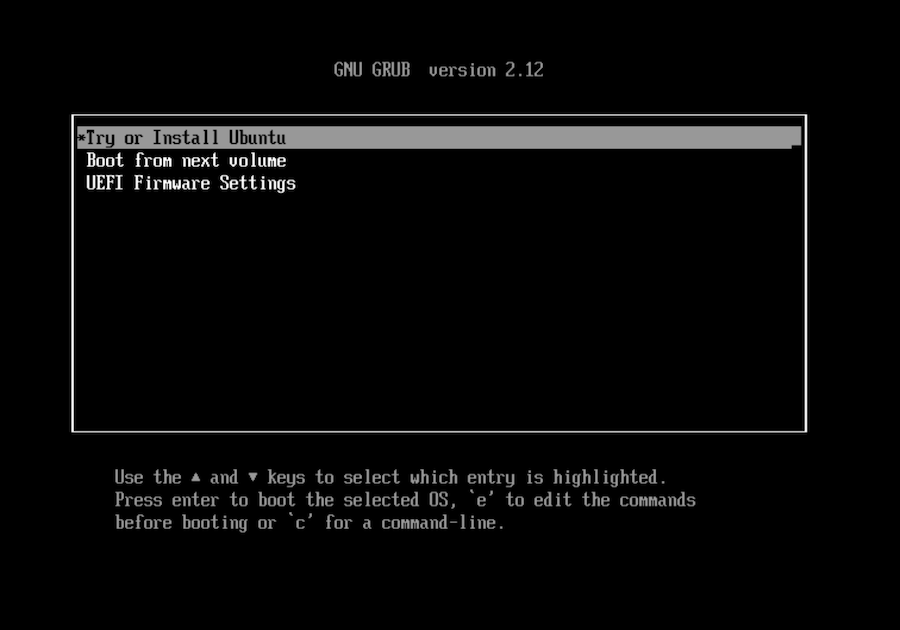 GNU GRUB  version 2.12
*Try or Install Ubuntu
Boot from next volume
UEFI Firmware Settings
Use the ▲ and ▼ keys to select which entry is highlighted.
Press enter to boot the selected OS, `e' to edit the commands
before booting or `c' for a command-line.